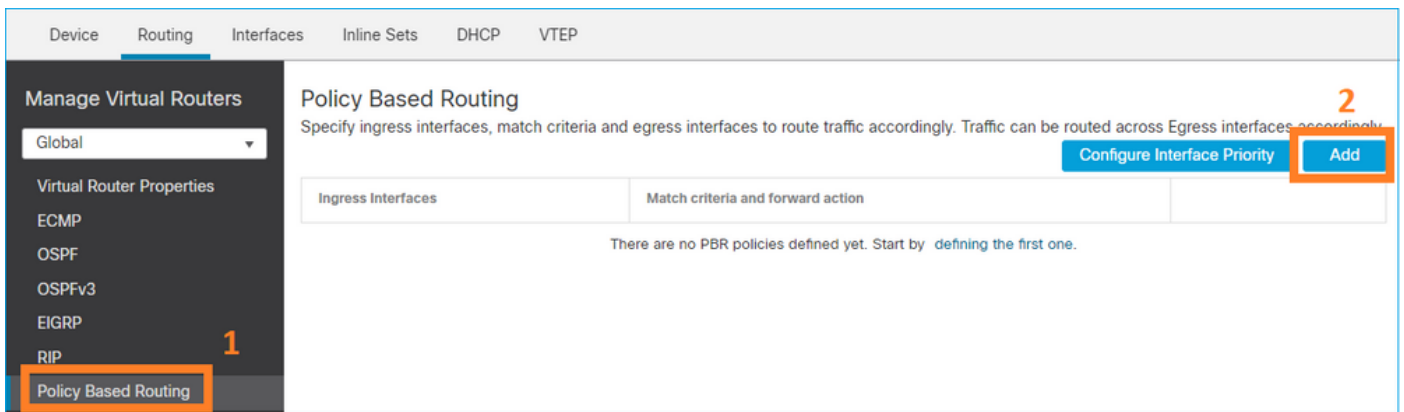 Device Routing Interfaces Inline Sets DHCP VTEP
Manage Virtual Routers
Global
Virtual Router Properties
ECMP
OSPF
OSPFv3
EIGRP
RIP
1
Policy Based Routing
Policy Based Routing
2
Specify ingress interfaces, match criteria and egress interfaces to route traffic accordingly. Traffic can be routed across Egress interfaces accordingly
Configure Interface Priority Add
Ingress Interfaces Match criteria and forward action
There are no PBR policies defined yet. Start by defining the first one.